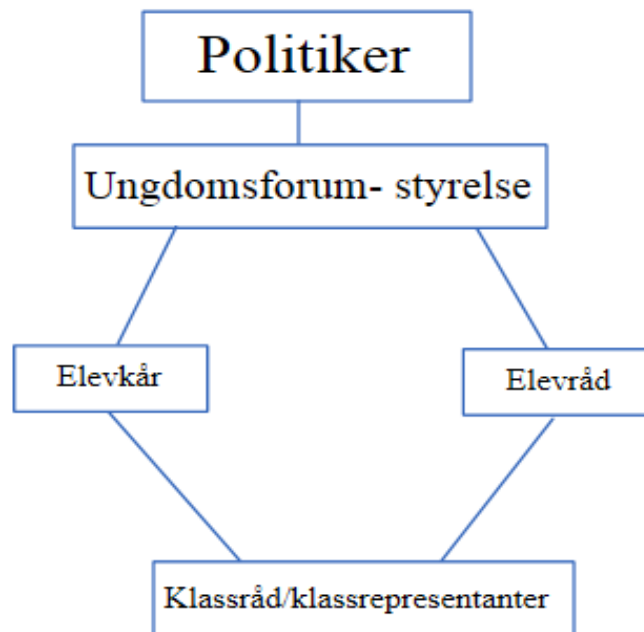 Politiker
Ungdomsforum- styrelse
Elevkår
Elevråd
Klassråd/klassrepresentanter